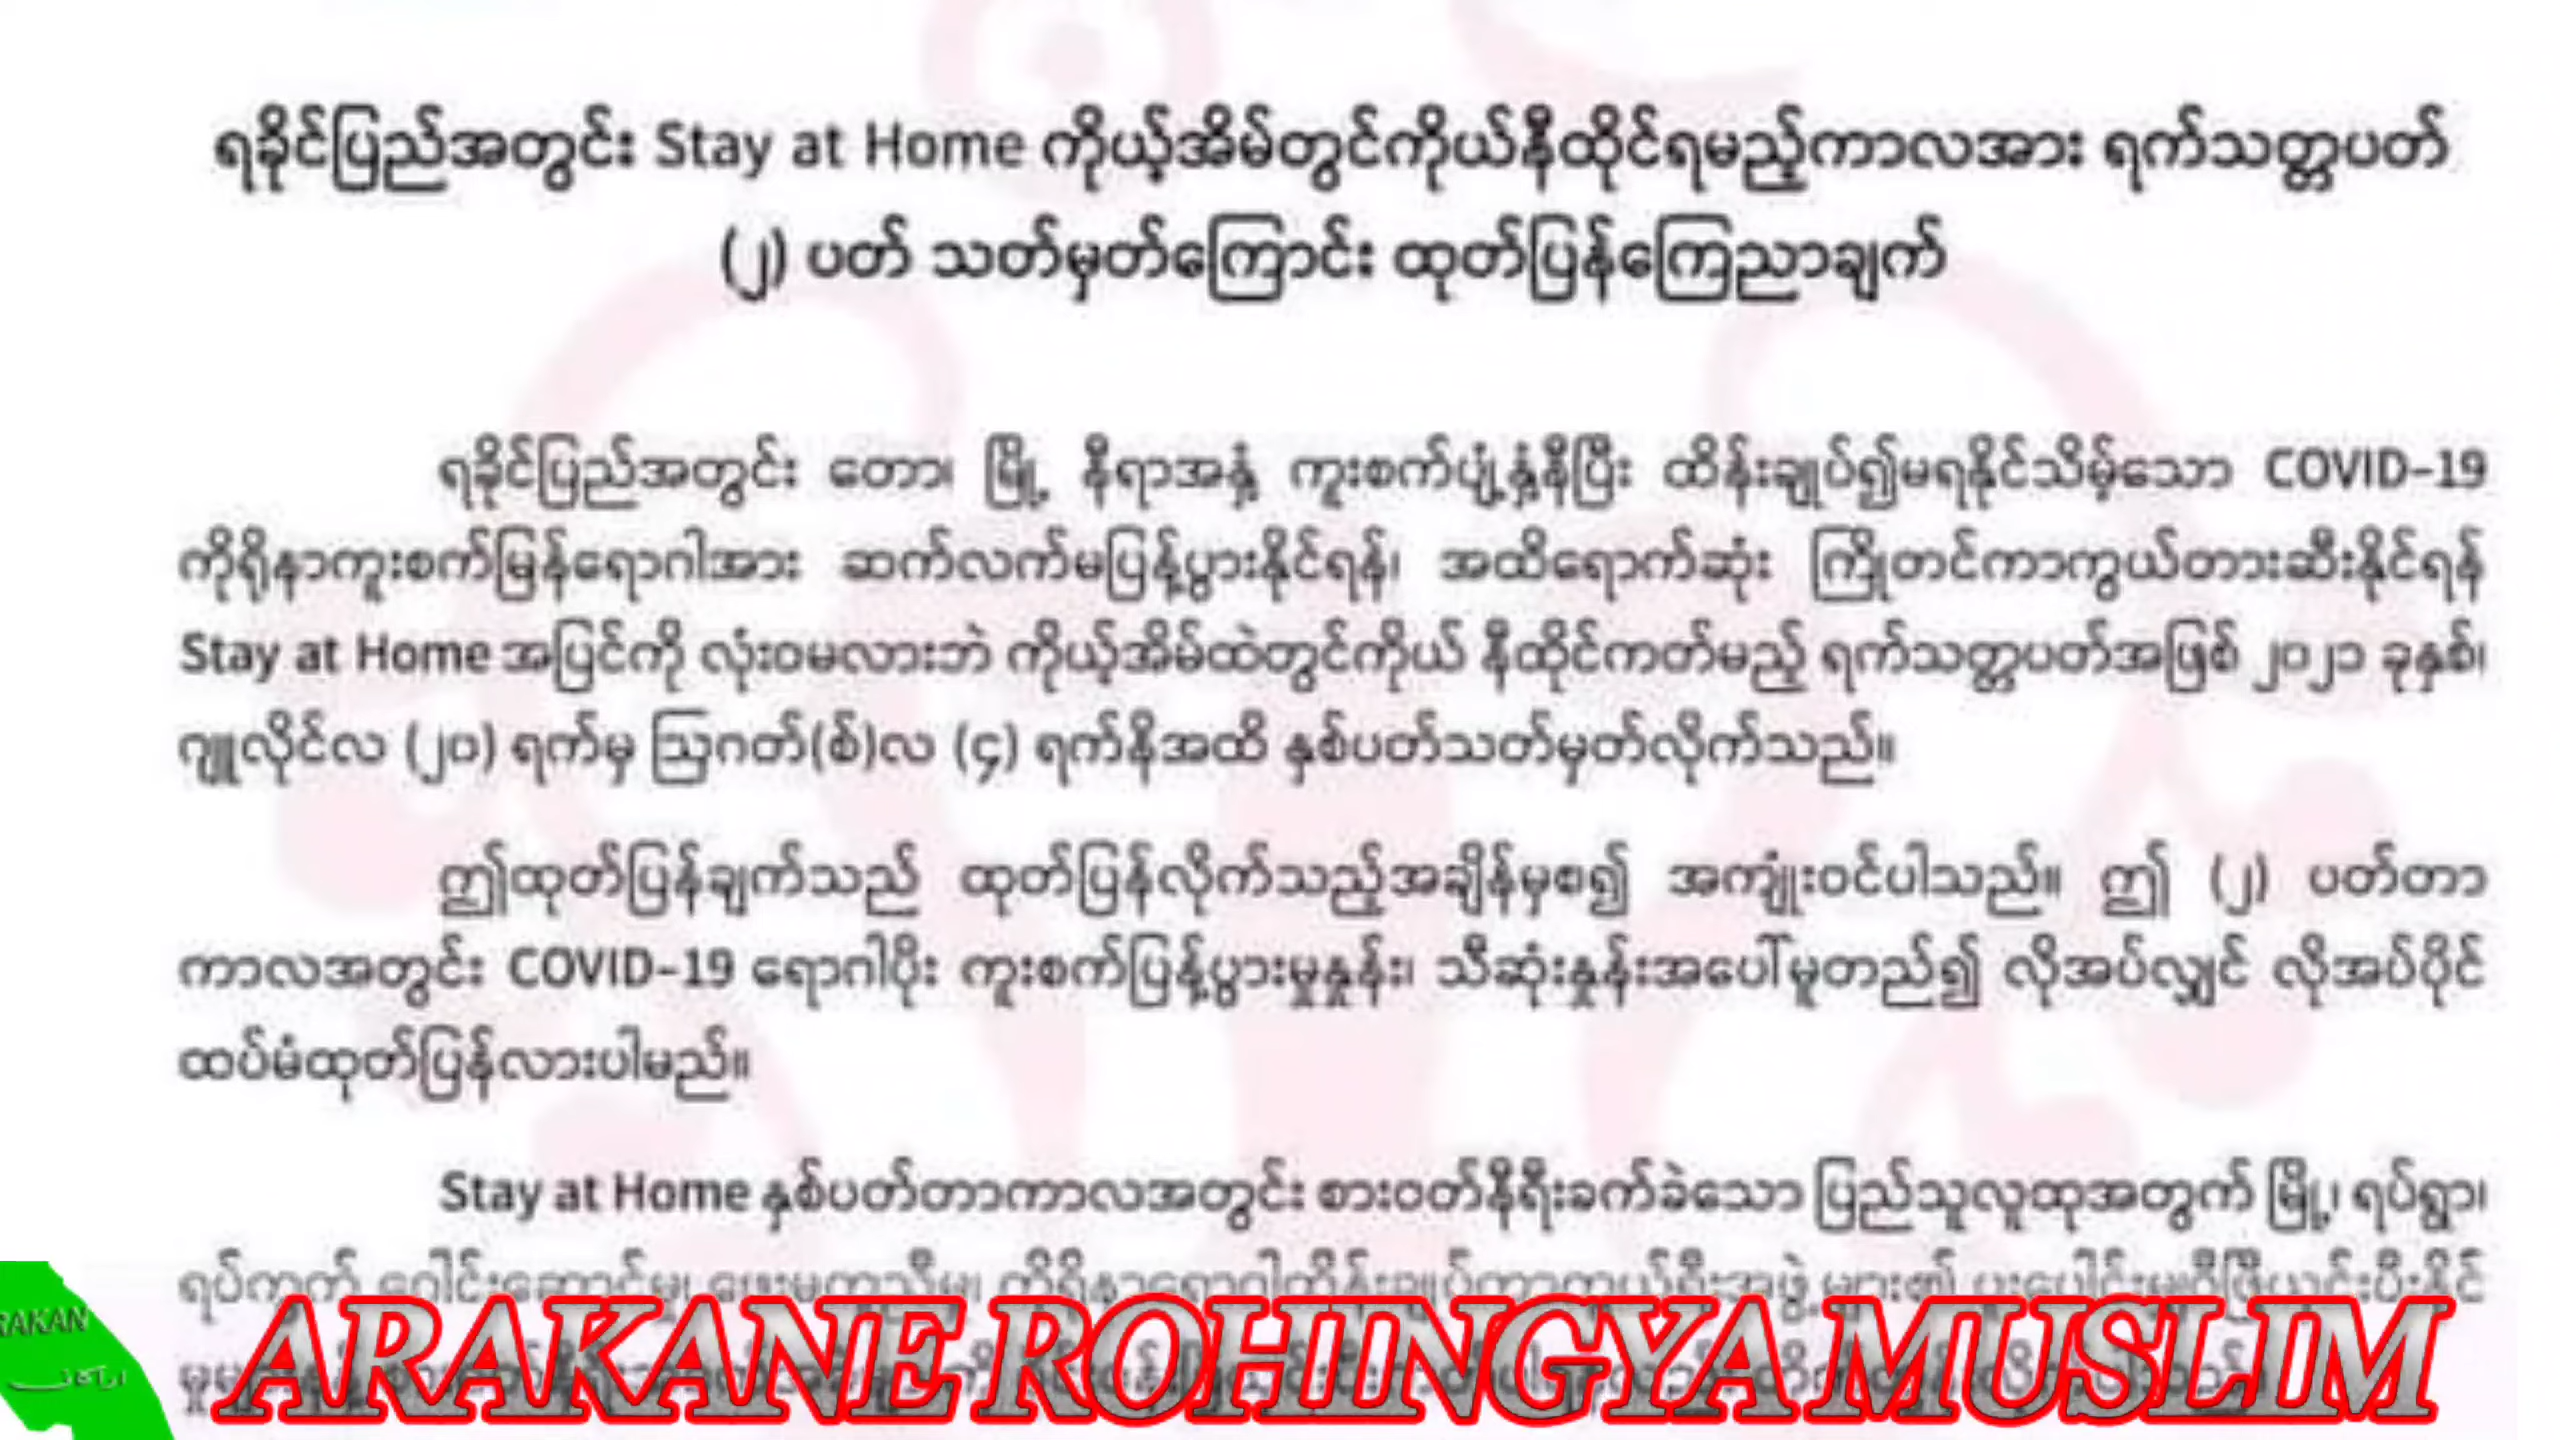 ရခိုင်ပြည်အတွင်း Stay at Home ကိုယ့်အိမ်တွင်ကိုယ်နီထိုင်ရမည့်ကာလအား ရက်သတ္တပတ်
(၂) ပတ် သတ်မှတ်ကြောင်း ထုတ်ပြန်ကြေညာချက်
ရခိုင်ပြည်အတွင်း တော၊ မြို့ နီရာအနှံ့ ကူးစက်ပျံ့နှံ့နီပြီး ထိန်းချုပ်၍မရနိုင်သိမ့်သော COVID-19
ကိုရိုနာကူးစက်မြန်ရောဂါအား ဆက်လက်မပြန့်ပွားနိုင်ရန်၊ အထိရောက်ဆုံး ကြိုတင်ကာကွယ်တားဆီးနိုင်ရန်
Stay at Home အပြင်ကို လုံးဝမလားဘဲ ကိုယ့်အိမ်ထဲတွင်ကိုယ် နီထိုင်ကတ်မည့် ရက်သတ္တပတ်အဖြစ် ၂၀၂၁ ခုနှစ်၊
ဂျူလိုင်လ (၂၀) ရက်မှ ဩဂတ်(စ်)လ (၄) ရက်နိအထိ နှစ်ပတ်သတ်မှတ်လိုက်သည်။
ဤထုတ်ပြန်ချက်သည် ထုတ်ပြန်လိုက်သည့်အချိန်မှစ၍ အကျုံးဝင်ပါသည်။ ဤ (၂) ပတ်တာ
ကာလအတွင်း COVID-19 ရောဂါပိုး ကူးစက်ပြန့်ပွားမှုနှုန်း၊ သီဆုံးနှုန်းအပေါ်မူတည်၍ လိုအပ်လျှင် လိုအပ်ပိုင်
ထပ်မံထုတ်ပြန်လားပါမည်။
Stay at Home နှစ်ပတ်တာကာလအတွင်း စားဝတ်နီရီးခက်ခဲသော ပြည်သူလူထုအတွက် မြို့၊ ရပ်ရွာ၊
ရပ်ကွက်
ARAKANE ROHINGYA MUSLIM
RAKAN